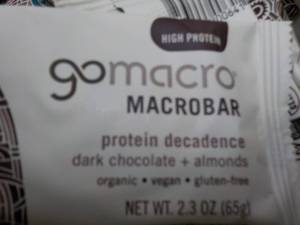 HIGH PROTEIN
gomacro
MACROBAR
protein decadence
dark chocolate + almonds
organic • vegan • gluten-free
NET WT. 2.3 OZ (65g)